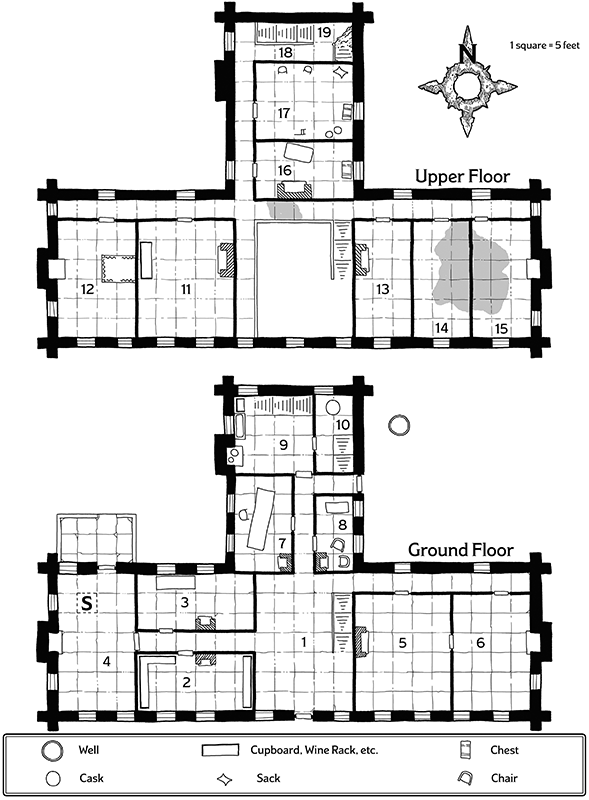 19
18
N
1 square = 5 feet
17
16
Upper Floor
12
11
13
14
15
10
9
7
8
Ground Floor
S
3
1
5
6
4
2
Well
Cupboard, Wine Rack, etc.
Chest
Cask
Sack
Chair